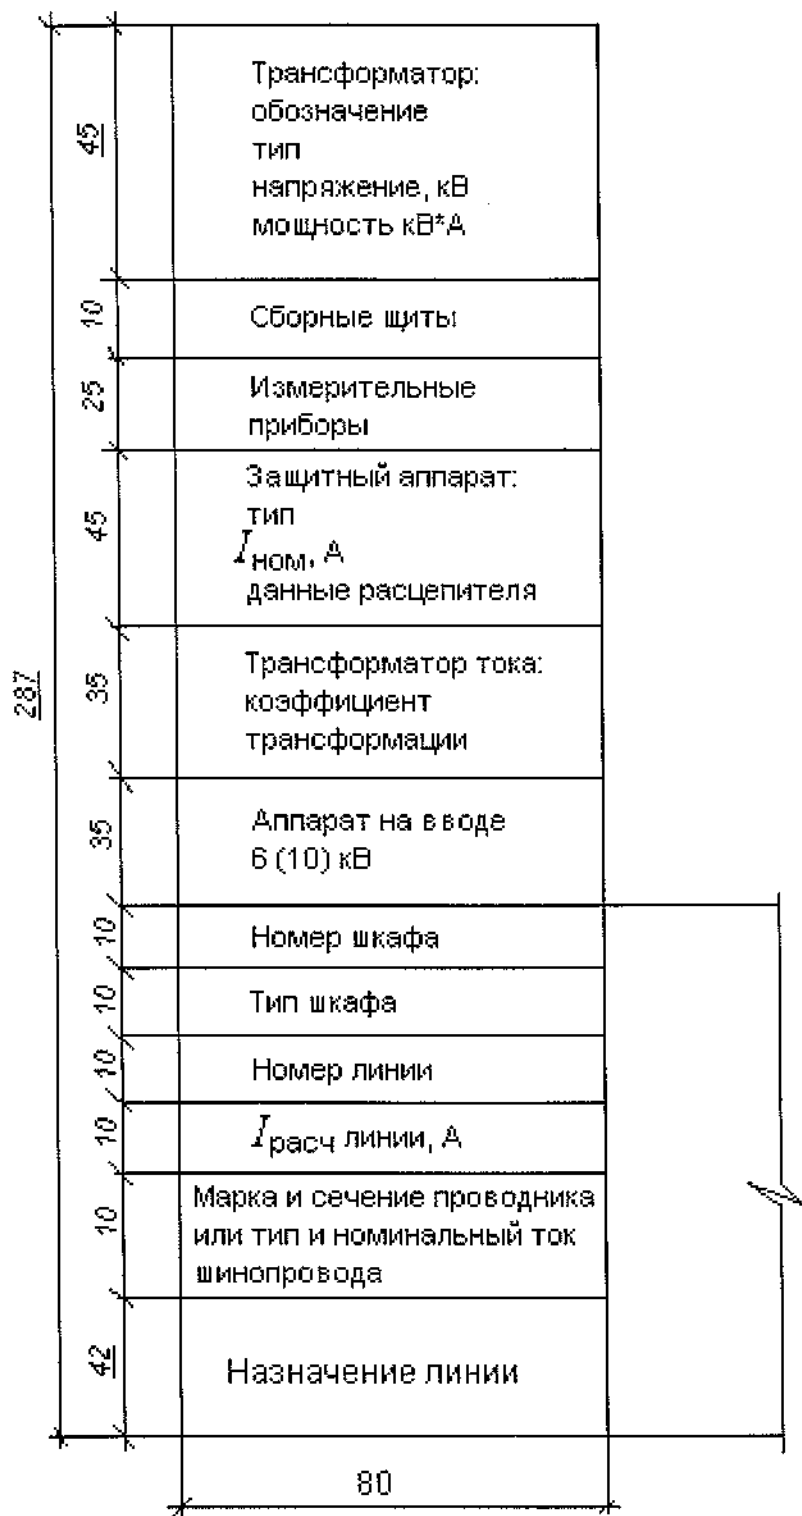 287
45
Трансформатор:
обозначение
тип
напряжение, кВ
мощность кВ*А
10
Сборные щиты
25
Измерительные
приборы
45
Защитный аппарат:
тип
Iном, А
данные расцепителя
35
Трансформатор тока:
коэффициент
трансформации
35
Аппарат на вводе
6 (10) кВ
10
Номер шкафа
10
Тип шкафа
10
Номер линии
10
Iрасч линии, А
10
Марка и сечение проводника
или тип и номинальный ток
шинопровода
42
Назначение линии
80